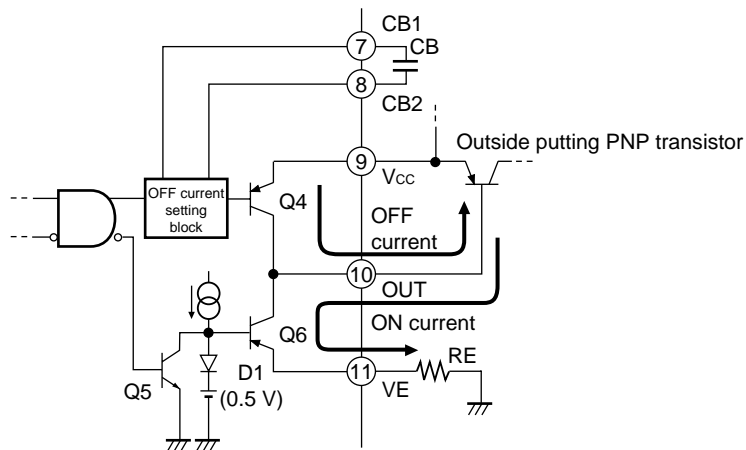 CB1
7
CB
8
CB2
Outside putting PNP transistor
9
VCC
OFF current
setting
block
Q4
OFF
current
10
OUT
Q6
ON current
RE
D1
11
Q5
(0.5 V)
VE